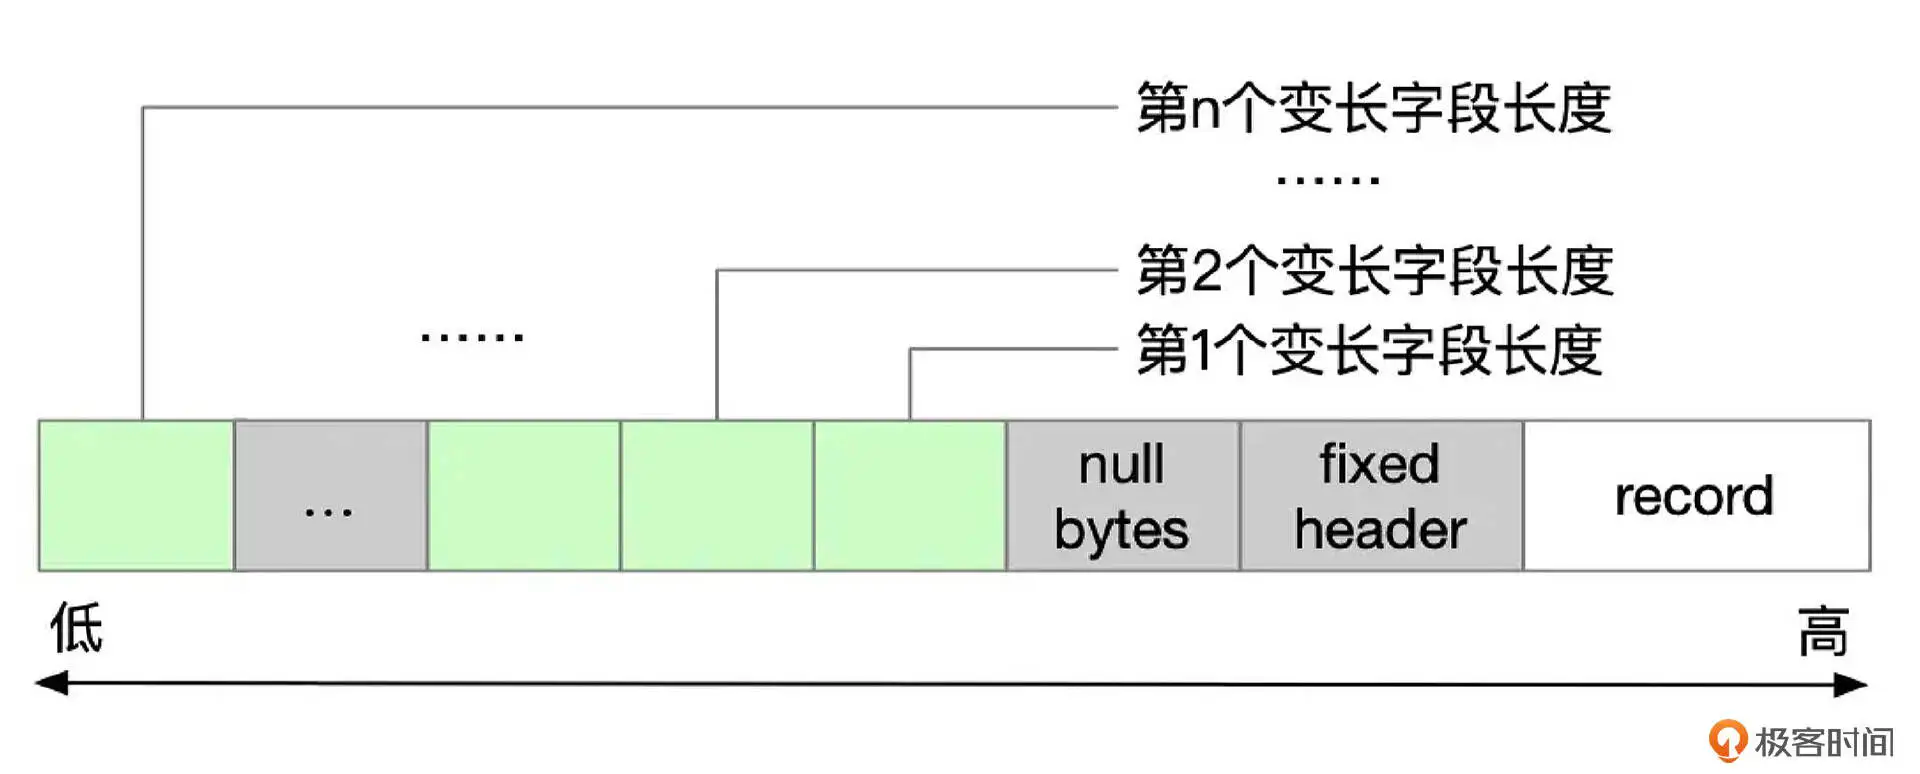 第n个变长字段长度
……
第2个变长字段长度
……
第1个变长字段长度
...
null
bytes
fixed
header
record
低
高
极客时间